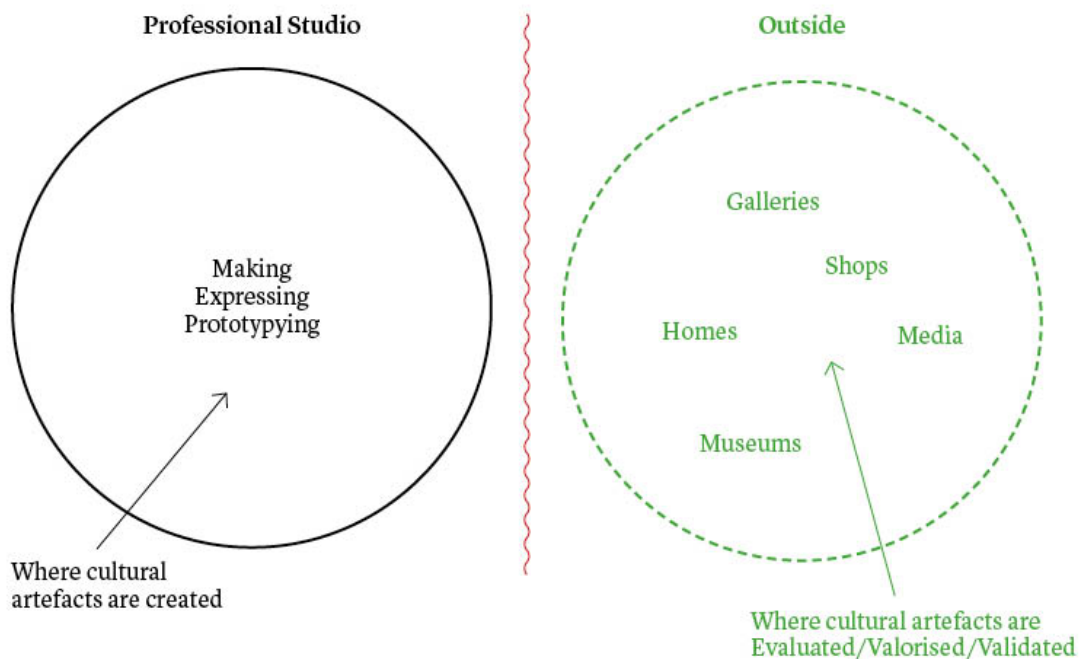 Professional Studio
Making
Expressing
Prototypying
Where cultural
artefacts are created
Outside
Galleries
Shops
Homes
Media
Museums
Where cultural artefacts are
Evaluated/Valorised/Validated